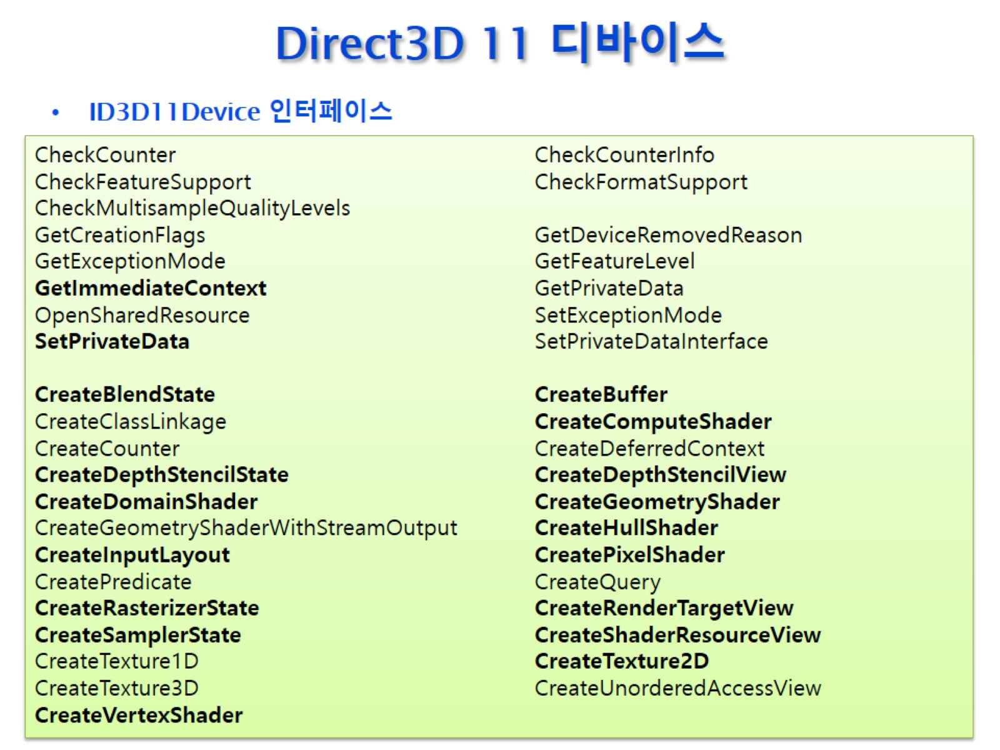 Direct3D 11 디바이스
• ID3D11Device 인터페이스
CheckCounter CheckCounterInfo
CheckFeatureSupport CheckFormatSupport
CheckMultisampleQualityLevels
GetCreationFlags GetDeviceRemovedReason
GetExceptionMode GetFeatureLevel
GetImmediateContext GetPrivateData
OpenSharedResource SetExceptionMode
SetPrivateData SetPrivateDataInterface
CreateBlendState CreateBuffer
CreateClassLinkage CreateComputeShader
CreateCounter CreateDeferredContext
CreateDepthStencilState CreateDepthStencilView
CreateDomainShader CreateGeometryShader
CreateGeometryShaderWithStreamOutput CreateHullShader
CreateInputLayout CreatePixelShader
CreatePredicate CreateQuery
CreateRasterizerState CreateRenderTargetView
CreateSamplerState CreateShaderResourceView
CreateTexture1D CreateTexture2D
CreateTexture3D CreateUnorderedAccessView
CreateVertexShader